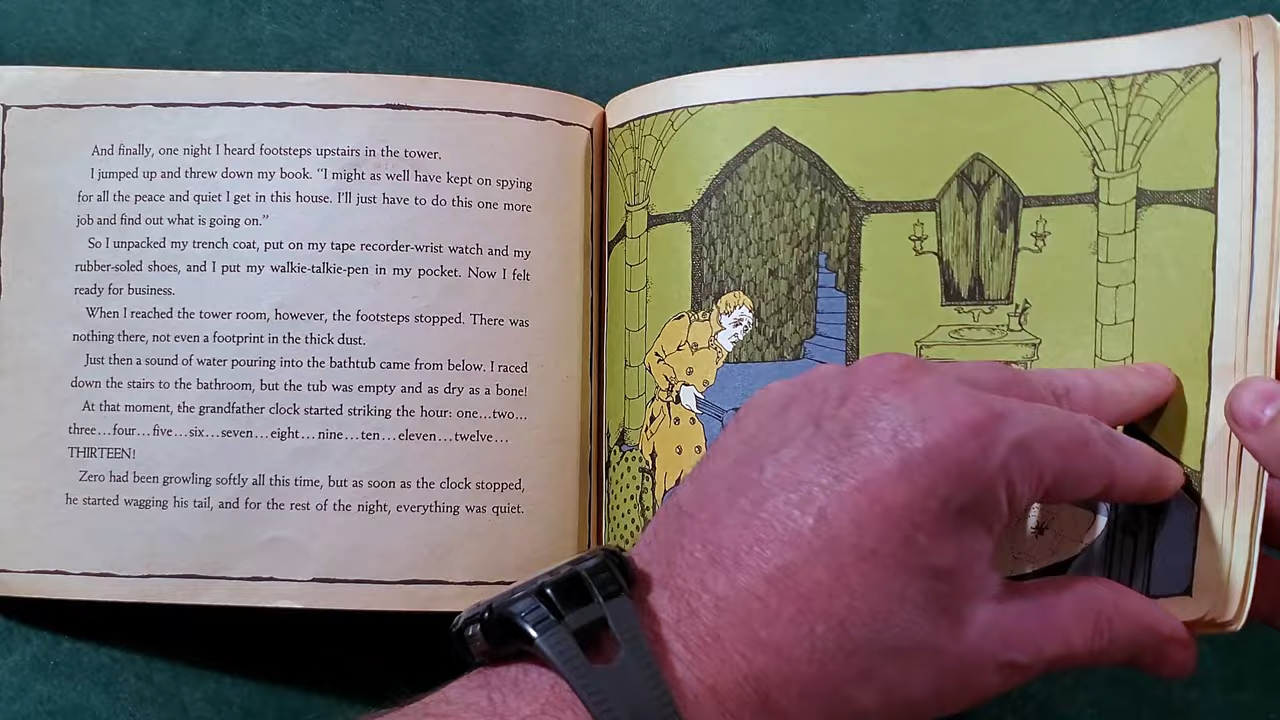 And finally, one night I heard footsteps upstairs in the tower.
I jumped up and threw down my book. “I might as well have kept on spying
for all the peace and quiet I get in this house. I'll just have to do this one more
job and find out what is going on.”
So I unpacked my trench coat, put on my tape recorder-wrist watch and my
rubber-soled shoes, and I put my walkie-talkie-pen in my pocket. Now I felt
ready for business.
When I reached the tower room, however, the footsteps stopped. There was
nothing there, not even a footprint in the thick dust.
Just then a sound of water pouring into the bathtub came from below. I raced
down the stairs to the bathroom, but the tub was empty and as dry as a bone!
At that moment, the grandfather clock started striking the hour: one...two...
three...four...five...six...seven...eight...nine...ten...eleven...twelve...
THIRTEEN!
Zero had been growling softly all this time, but as soon as the clock stopped,
he started wagging his tail, and for the rest of the night, everything was quiet.